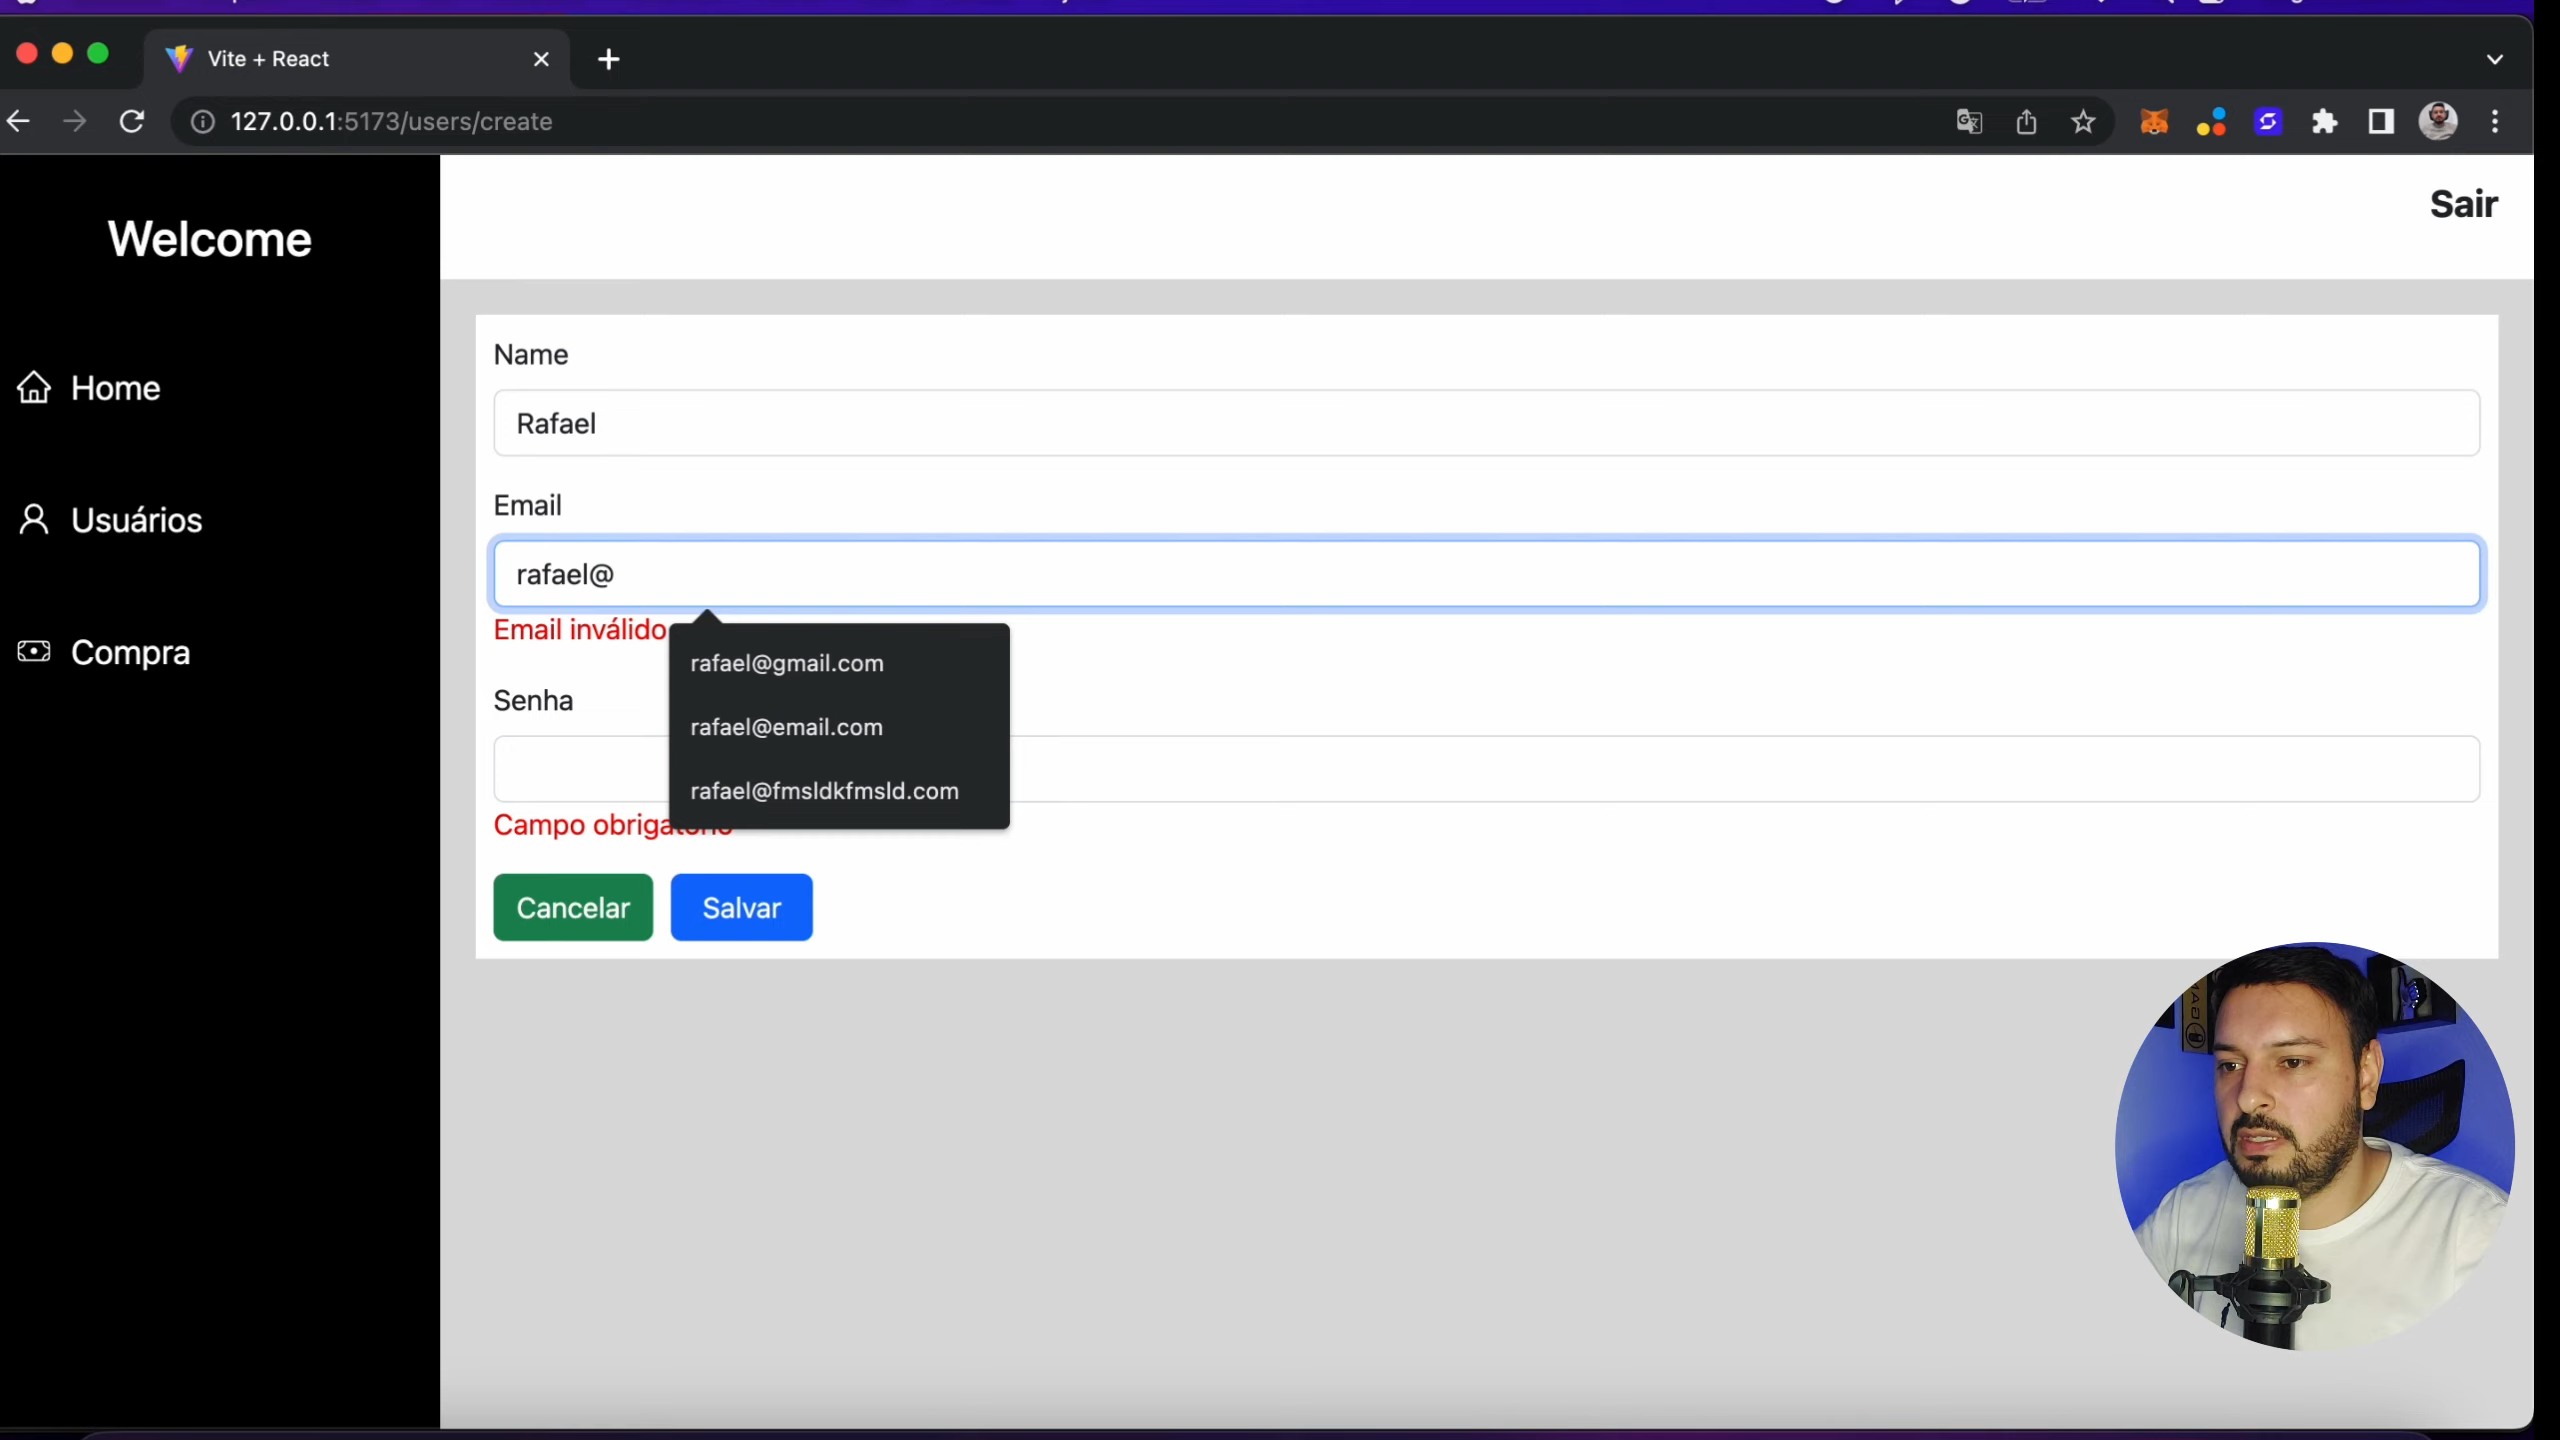 Vite + React
127.0.0.1:5173/users/create
Sair
Welcome
Home
Usuários
Compra
Name
Rafael
Email
rafael@
Email inválido
rafael@gmail.com
rafael@email.com
rafael@fmsldkfmsld.com
Senha
Campo obrigatório
Cancelar
Salvar